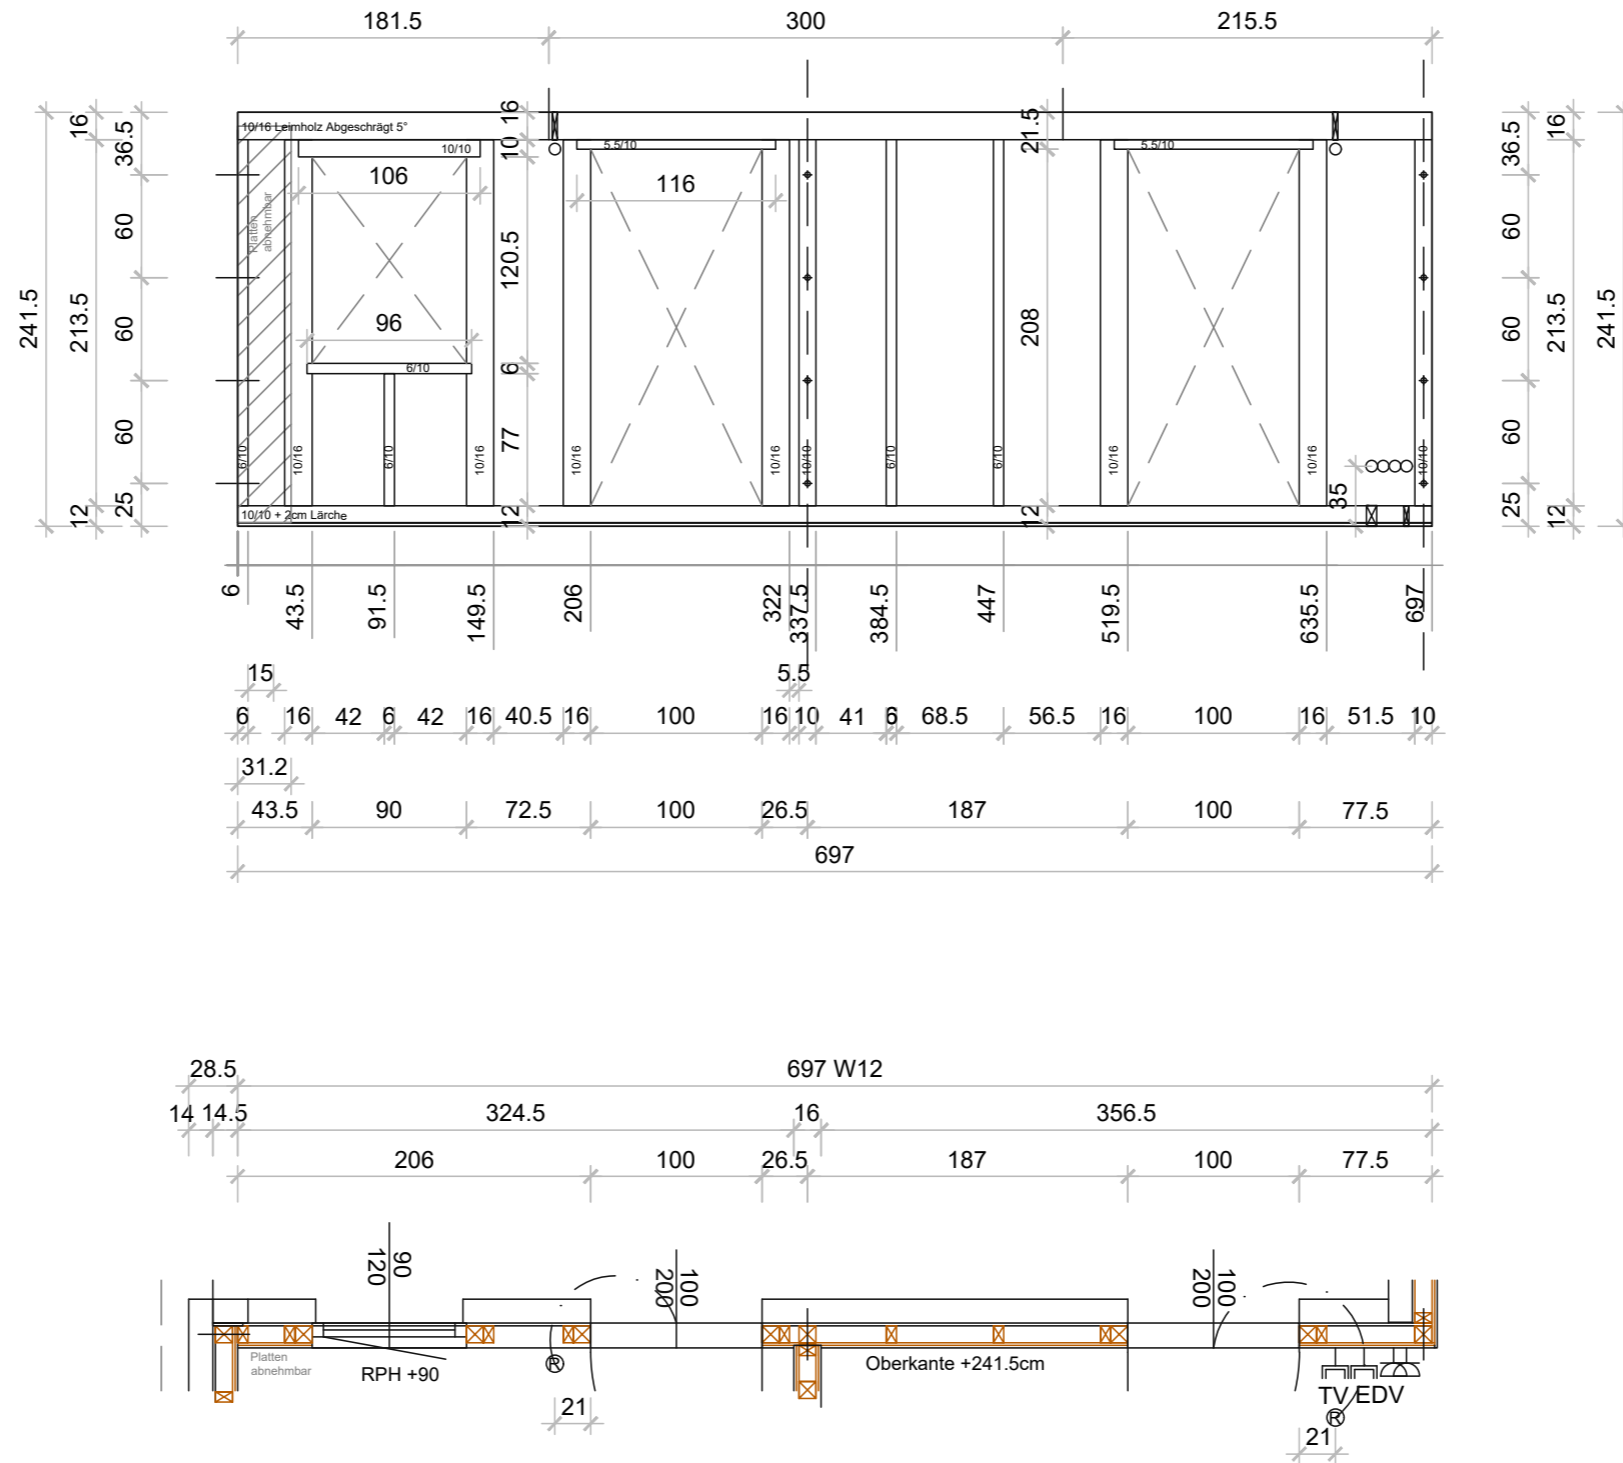 181.5 300 215.5
10/16 Leimholz Abgeschrägt 5°
16 21.5
16 36.5 10/10 10 5.5/10 5.5/10 36.5 16
106 116
Platten
abnehmbar
60 120.5 60
241.5 213.5 60 96 208 60 213.5 241.5
6/10 6
60 77 60
6/10 10/16 6/10 10/16 10/16 10/16 10/10 6/10 6/10 10/16 10/16 10/10
35
12 25 12 12 25 12
10/10 + 2cm Lärche
6 43.5 91.5 149.5 206 322 337.5 384.5 447 519.5 635.5 697
15 5.5
6 16 42 6 42 16 40.5 16 100 16 10 41 6 68.5 56.5 16 100 16 51.5 10
31.2
43.5 90 72.5 100 26.5 187 100 77.5
697
28.5 697 W12
14 14.5 324.5 16 356.5
206 100 26.5 187 100 77.5
90
120
100
200
100
200
Platten
abnehmbar
RPH +90
R
Oberkante +241.5cm
TV EDV
R
21
21